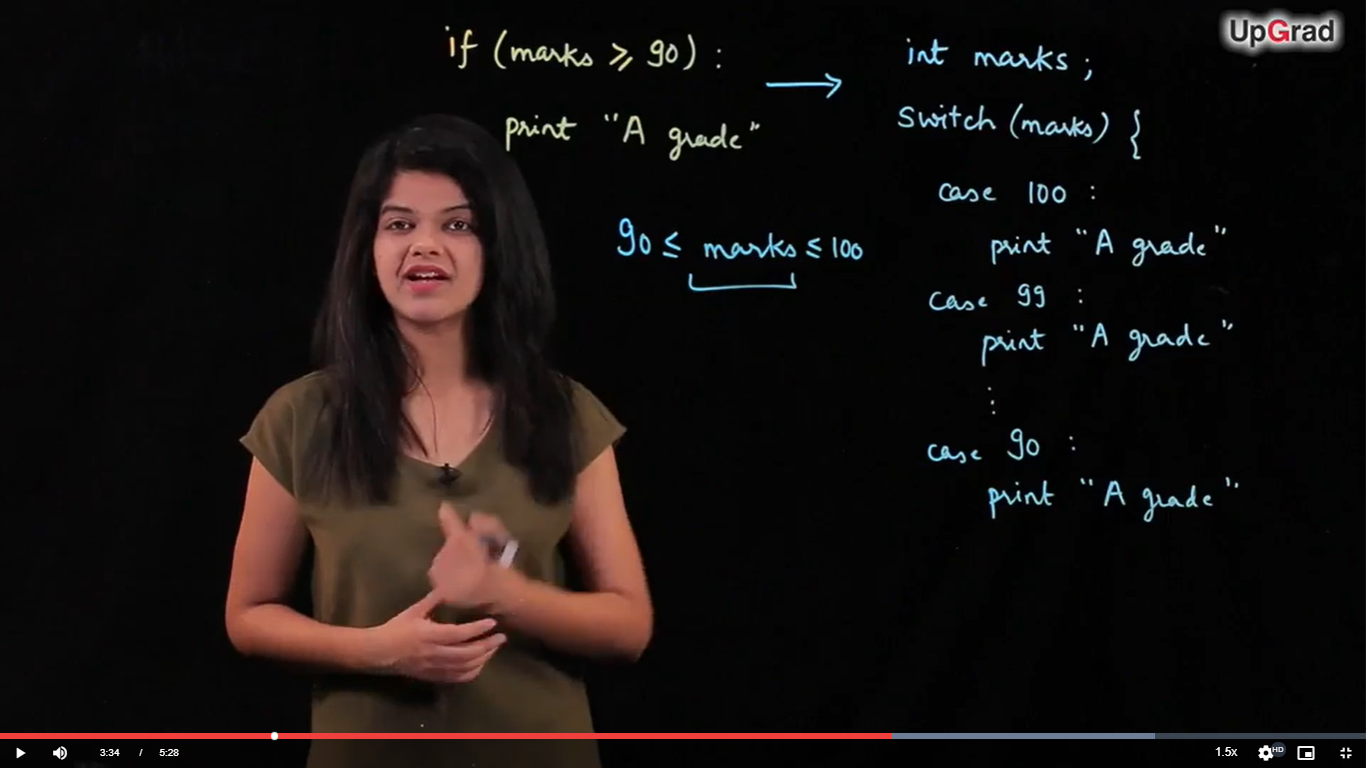 UpGrad
if (marks ⩾ 90) :
print "A grade"
90 ≤ marks ≤ 100
int marks ;
switch (marks) {
case 100 :
print "A grade"
case 99 :
print "A grade"
⋮
case 90 :
print "A grade"
3:34 / 5:28
1.5x
HD